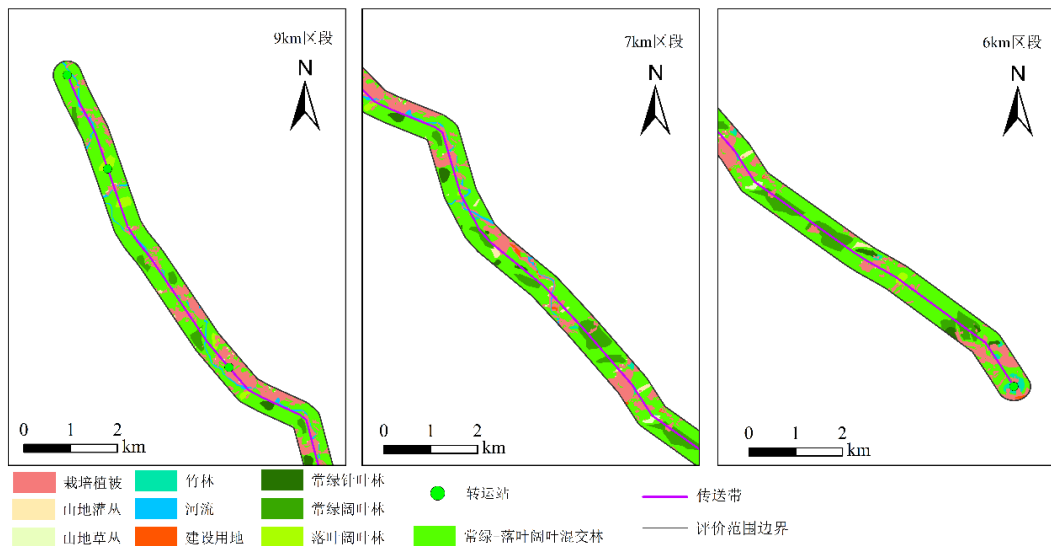 9km区段
N
0 1 2
km
7km区段
N
0 1 2
km
6km区段
N
0 1 2
km
栽培植被
山地灌丛
山地草丛
竹林
河流
建设用地
常绿针叶林
常绿阔叶林
落叶阔叶林
转运站
常绿-落叶阔叶混交林
传送带
评价范围边界